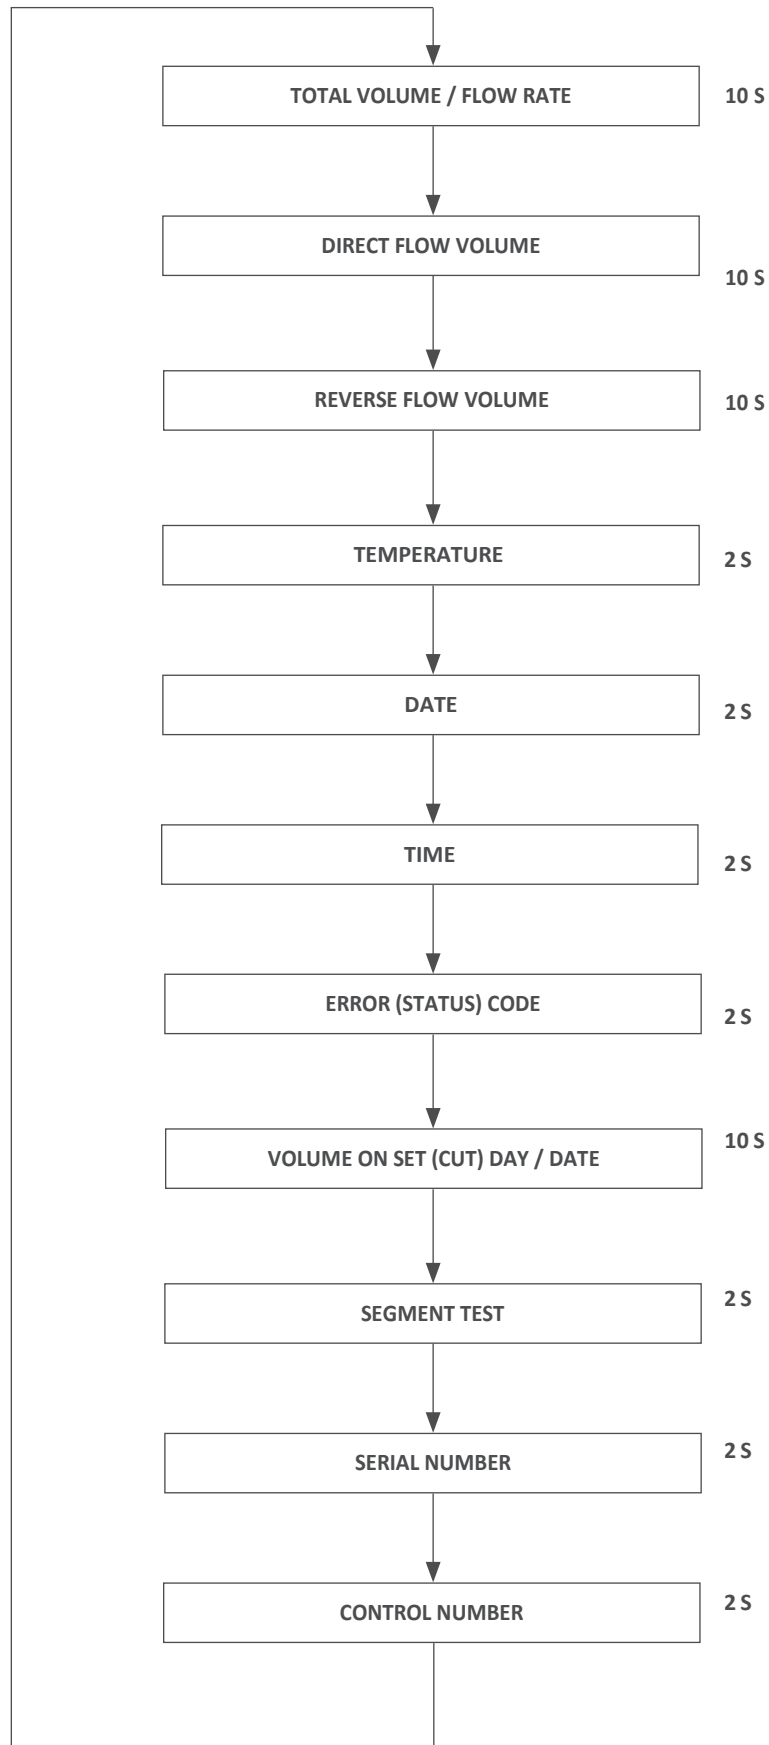 TOTAL VOLUME / FLOW RATE
10 S
DIRECT FLOW VOLUME
10 S
REVERSE FLOW VOLUME
10 S
TEMPERATURE
2 S
DATE
2 S
TIME
2 S
ERROR (STATUS) CODE
2 S
VOLUME ON SET (CUT) DAY / DATE
10 S
SEGMENT TEST
2 S
SERIAL NUMBER
2 S
CONTROL NUMBER
2 S